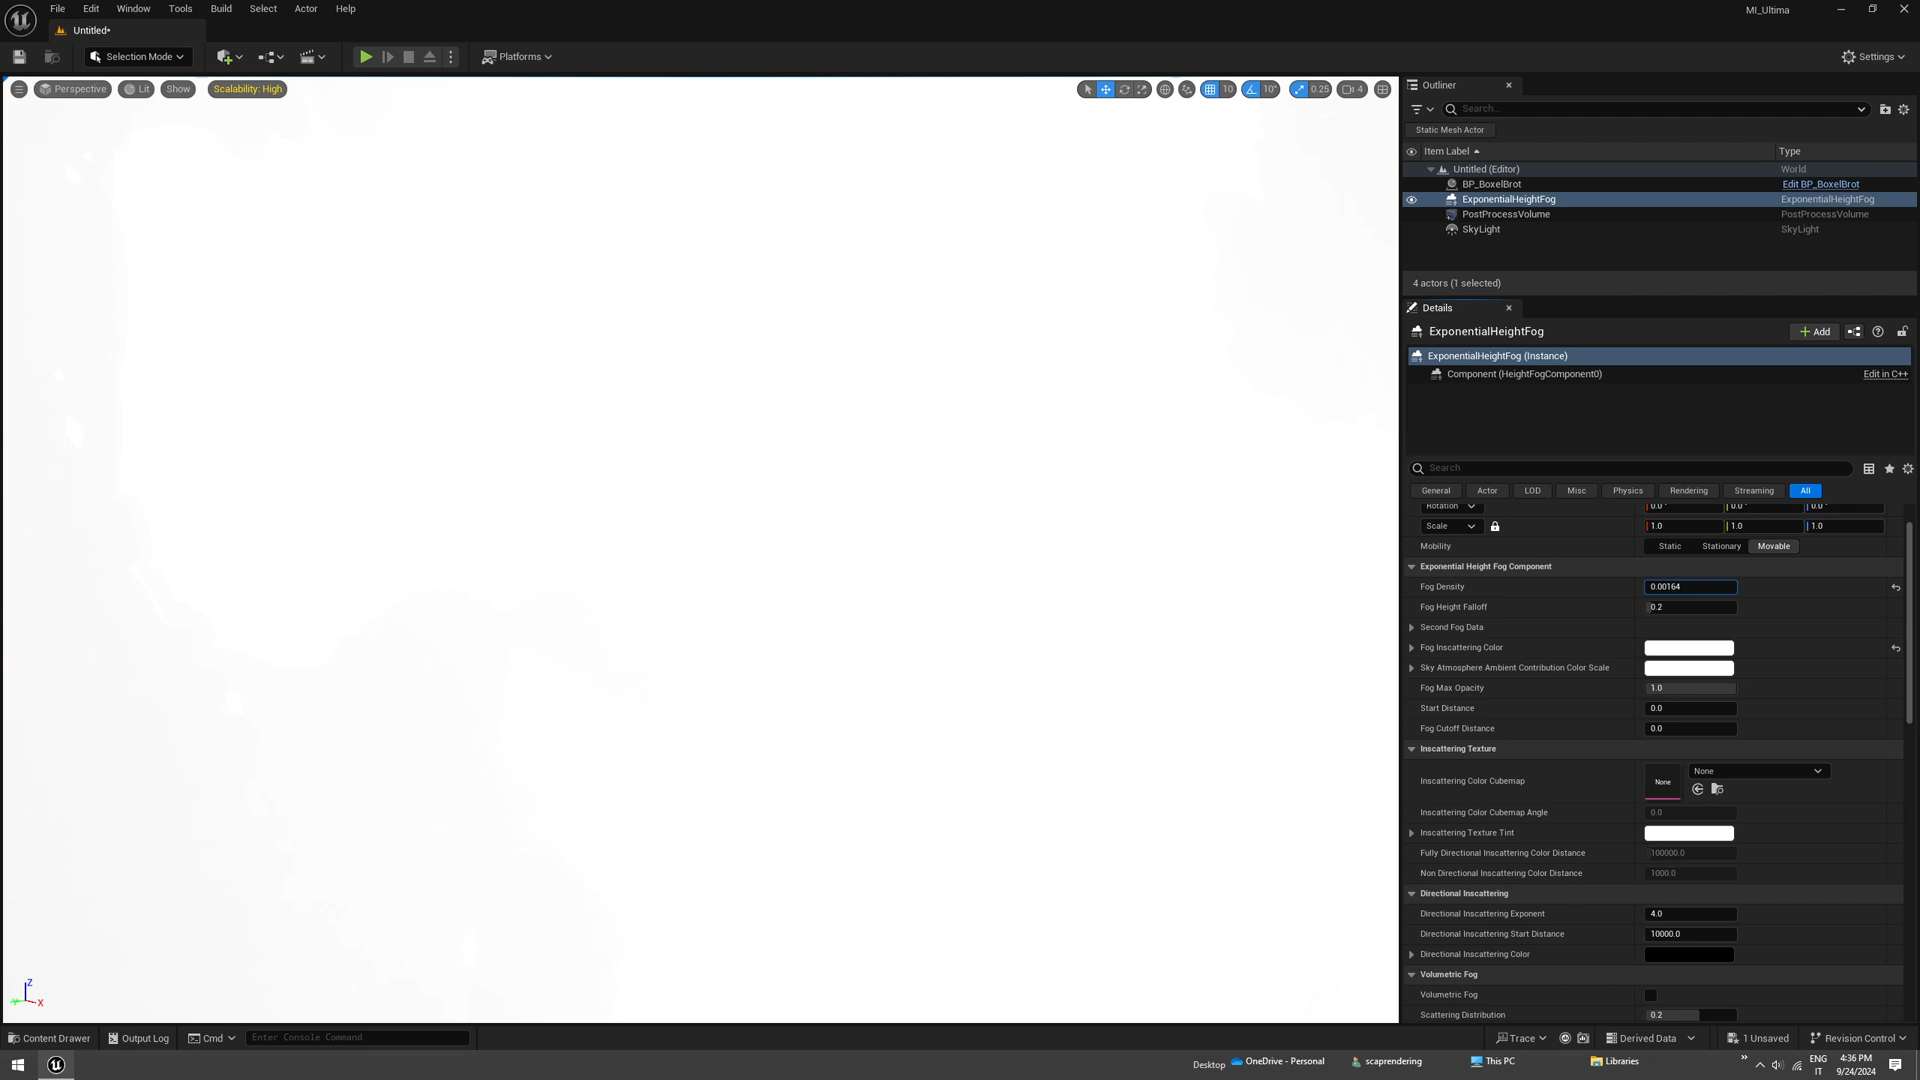 File Edit Window Tools Build Select Actor Help
MI_Ultima
Untitled*
Selection Mode
Platforms
Settings
Perspective Lit Show Scalability: High
10 10° 0.25 4
Outliner
Search...
Static Mesh Actor
Item Label Type
Untitled (Editor) World
BP_BoxelBrot Edit BP_BoxelBrot
ExponentialHeightFog ExponentialHeightFog
PostProcessVolume PostProcessVolume
SkyLight SkyLight
4 actors (1 selected)
Details
ExponentialHeightFog
Add
ExponentialHeightFog (Instance)
Component (HeightFogComponent0) Edit in C++
Search
General Actor LOD Misc Physics Rendering Streaming All
Rotation 0.0° 0.0° 0.0°
Scale 1.0 1.0 1.0
Mobility Static Stationary Movable
Exponential Height Fog Component
Fog Density 0.00164
Fog Height Falloff 0.2
Second Fog Data
Fog Inscattering Color
Sky Atmosphere Ambient Contribution Color Scale
Fog Max Opacity 1.0
Start Distance 0.0
Fog Cutoff Distance 0.0
Inscattering Texture
Inscattering Color Cubemap None None
Inscattering Color Cubemap Angle 0.0
Inscattering Texture Tint
Fully Directional Inscattering Color Distance 100000.0
Non Directional Inscattering Color Distance 1000.0
Directional Inscattering
Directional Inscattering Exponent 4.0
Directional Inscattering Start Distance 10000.0
Directional Inscattering Color
Volumetric Fog
Volumetric Fog
Scattering Distribution 0.2
Z
Y X
Content Drawer Output Log Cmd Enter Console Command
Trace Derived Data 1 Unsaved Revision Control
Desktop OneDrive - Personal scaprendering This PC Libraries
ENG
IT
4:36 PM
9/24/2024